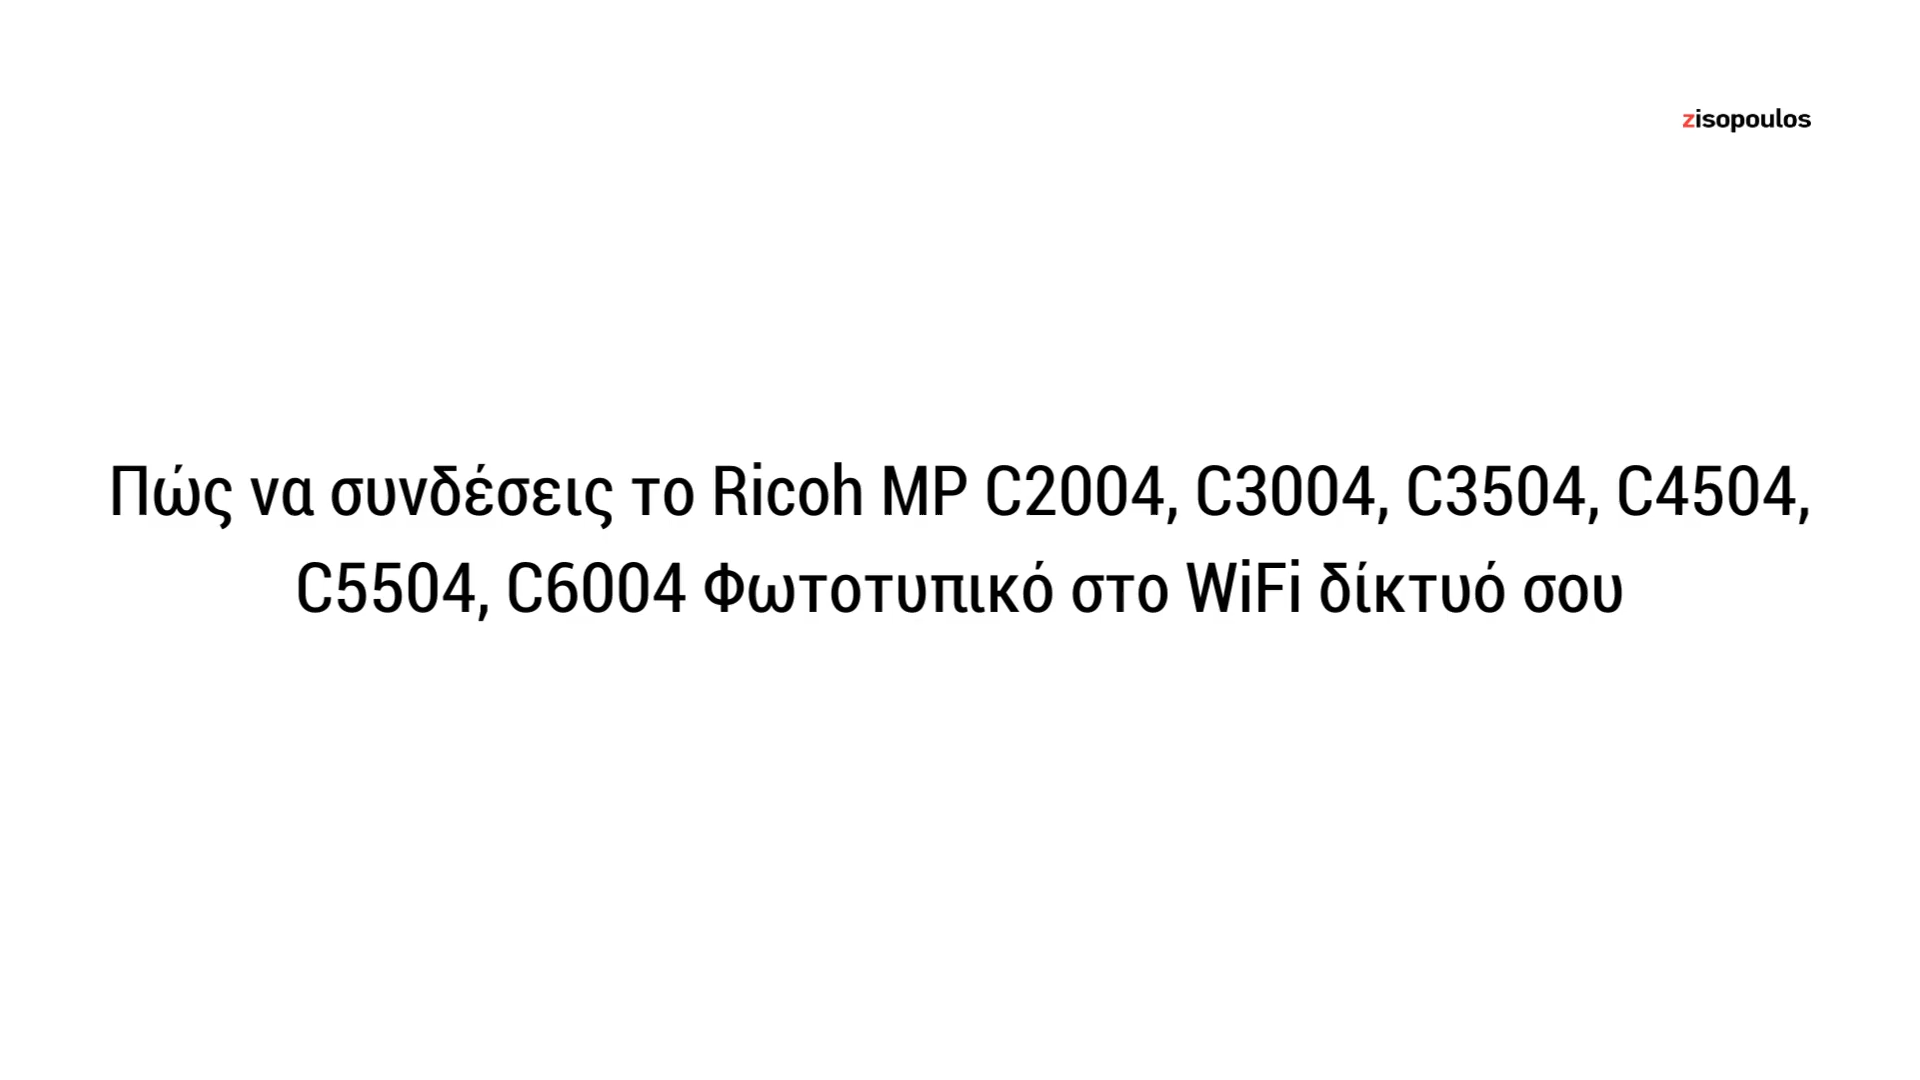 zisopoulos
Πώς να συνδέσεις το Ricoh MP C2004, C3004, C3504, C4504,
C5504, C6004 Φωτοτυπικό στο WiFi δίκτυό σου